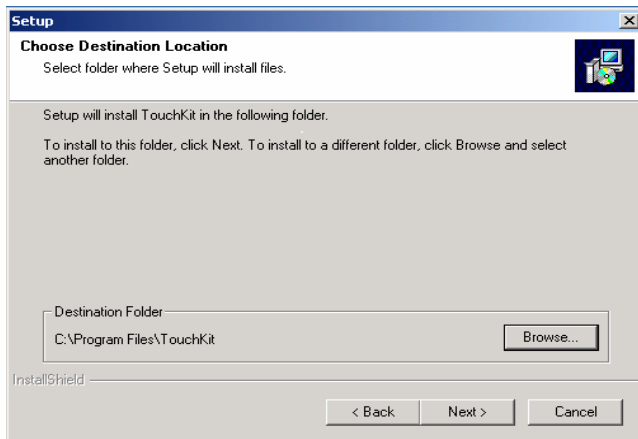 Setup
Choose Destination Location
Select folder where Setup will install files.
Setup will install TouchKit in the following folder.
To install to this folder, click Next. To install to a different folder, click Browse and select
another folder.
Destination Folder
C:\Program Files\TouchKit
Browse...
InstallShield
< Back
Next >
Cancel